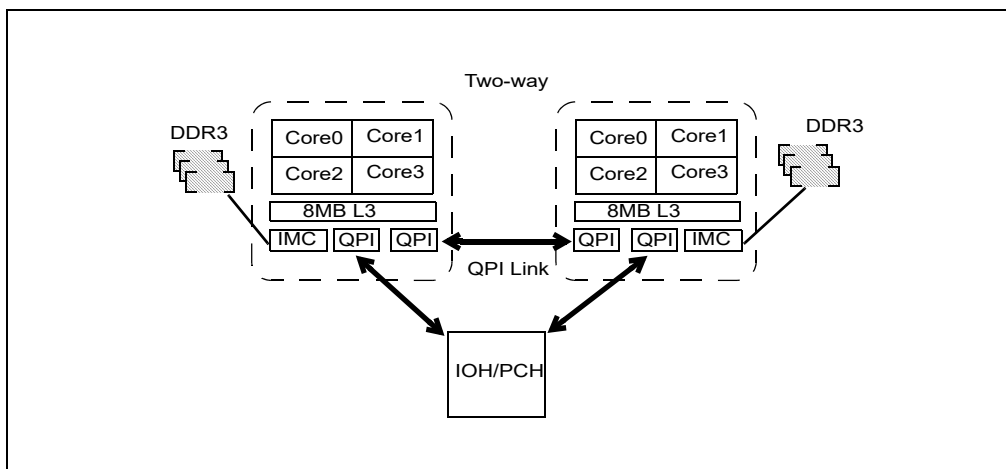 Two-way
DDR3
Core0 Core1
Core2 Core3
8MB L3
IMC QPI QPI
DDR3
Core0 Core1
Core2 Core3
8MB L3
QPI QPI IMC
QPI Link
IOH/PCH